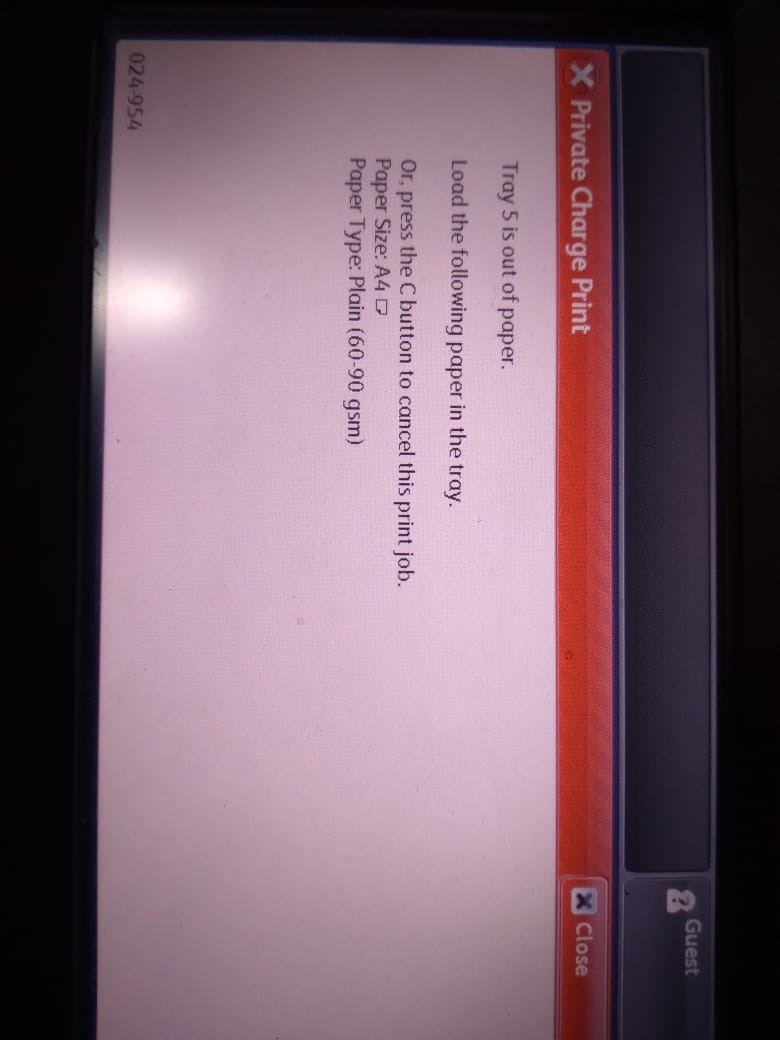 Guest
Private Charge Print
Close
Tray 5 is out of paper.
Load the following paper in the tray.
Or, press the C button to cancel this print job.
Paper Size: A4
Paper Type: Plain (60-90 gsm)
024-954